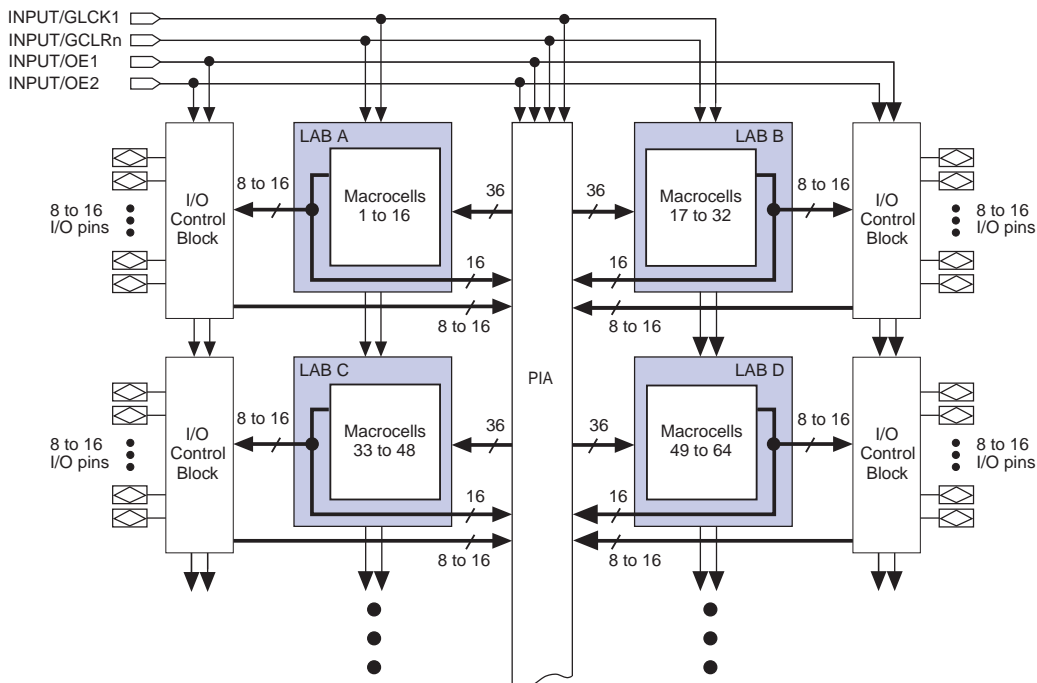 INPUT/GLCK1
INPUT/GCLRn
INPUT/OE1
INPUT/OE2
LAB A
LAB B
I/O
Control
Block
8 to 16
I/O pins
8 to 16
Macrocells
1 to 16
36
16
8 to 16
PIA
36
Macrocells
17 to 32
8 to 16
16
8 to 16
I/O
Control
Block
8 to 16
I/O pins
LAB C
LAB D
I/O
Control
Block
8 to 16
I/O pins
8 to 16
Macrocells
33 to 48
36
16
8 to 16
36
Macrocells
49 to 64
8 to 16
16
8 to 16
I/O
Control
Block
8 to 16
I/O pins